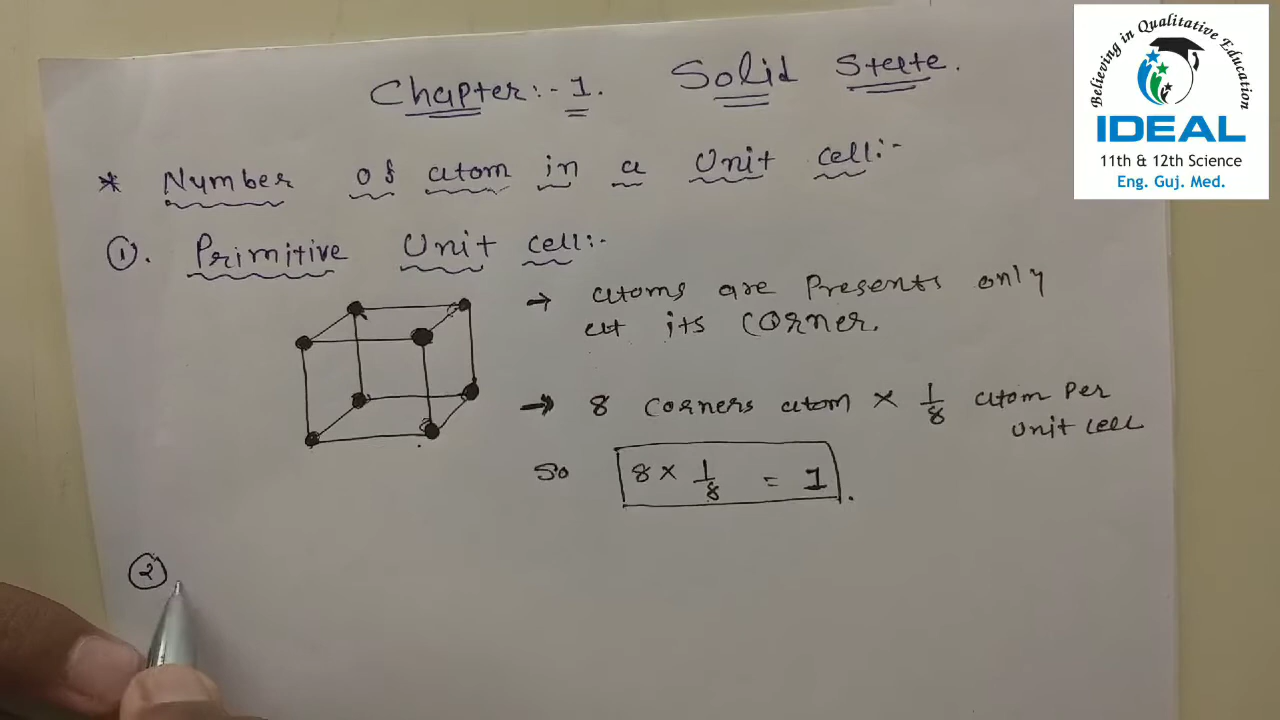 Chapter:- 1. Solid State.
* Number of atom in a Unit cell:-
①. Primitive Unit cell:-
→ atoms are Presents only
at its corner.
→ 8 corners atom × 1/8 atom Per
unit cell
So 8 × 1/8 = 1.
②
Believing in Qualitative Education
IDEAL
11th & 12th Science
Eng. Guj. Med.